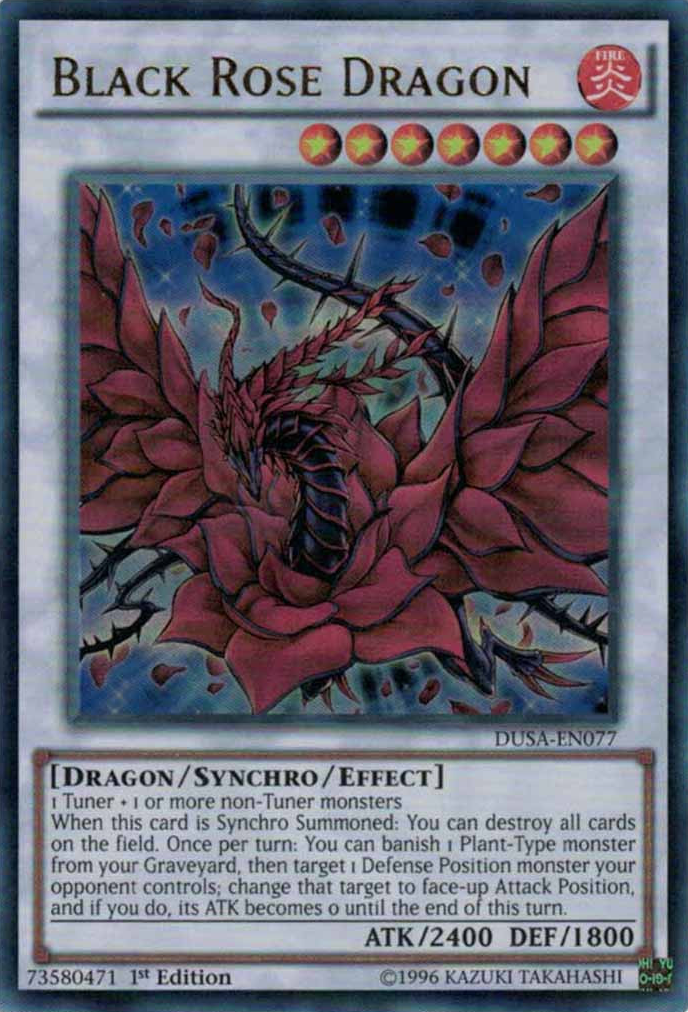 BLACK ROSE DRAGON
FIRE
炎
DUSA-EN077
[DRAGON/SYNCHRO/EFFECT]
1 Tuner + 1 or more non-Tuner monsters
When this card is Synchro Summoned: You can destroy all cards
on the field. Once per turn: You can banish 1 Plant-Type monster
from your Graveyard, then target 1 Defense Position monster your
opponent controls; change that target to face-up Attack Position,
and if you do, its ATK becomes 0 until the end of this turn.
ATK/2400 DEF/1800
73580471 1st Edition ©1996 KAZUKI TAKAHASHI